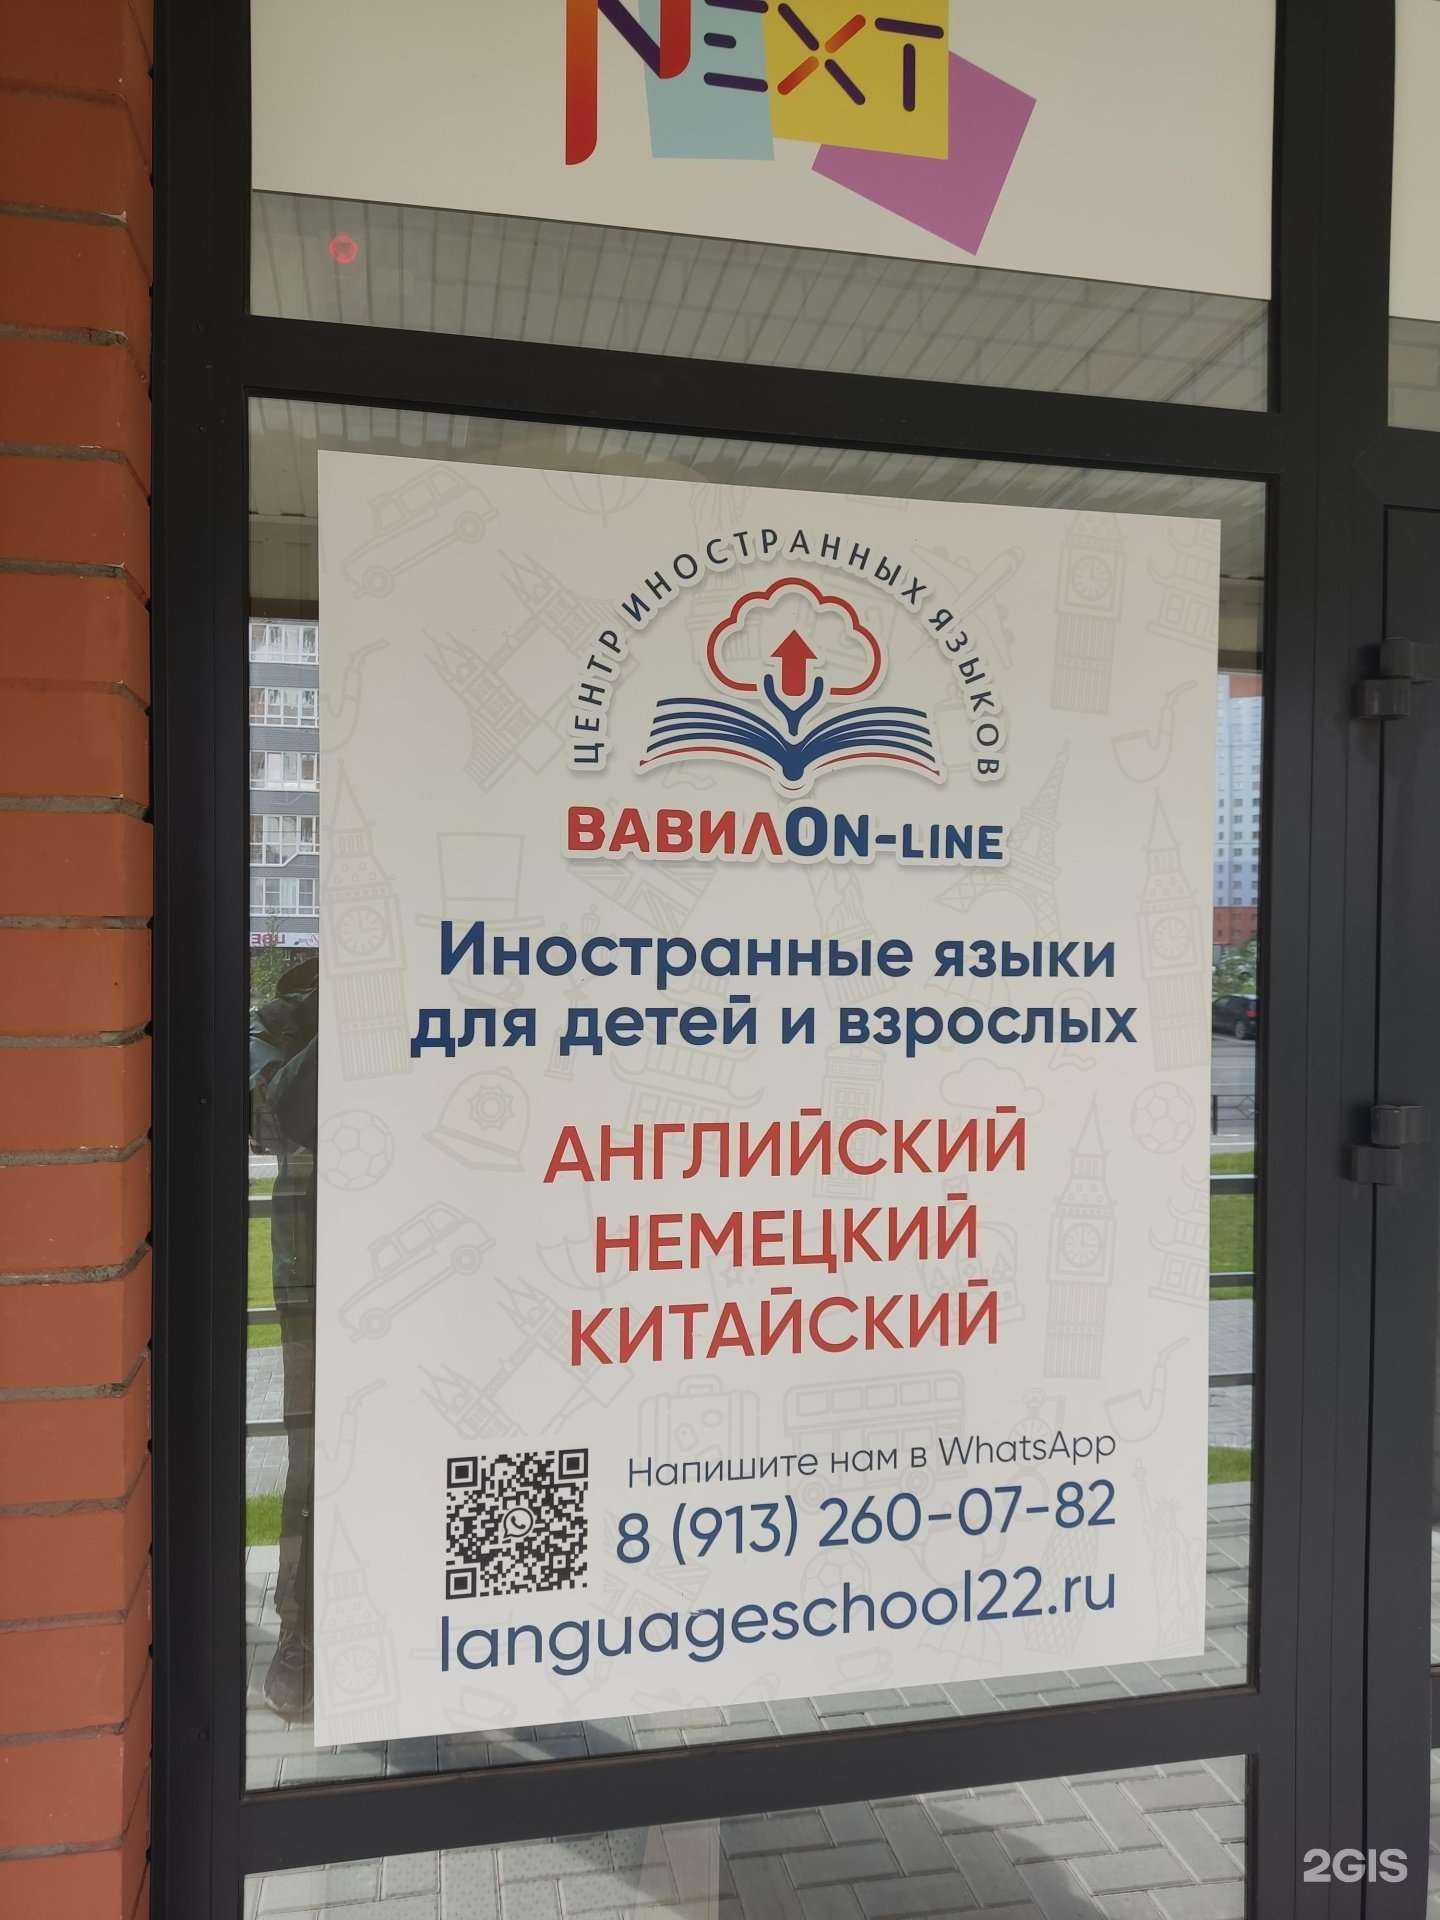 NEXT
ЦЕНТР ИНОСТРАННЫХ ЯЗЫКОВ
ВАВИЛON-LINE
Иностранные языки
для детей и взрослых
АНГЛИЙСКИЙ
НЕМЕЦКИЙ
КИТАЙСКИЙ
Напишите нам в WhatsApp
8 (913) 260-07-82
languageschool22.ru
2GIS